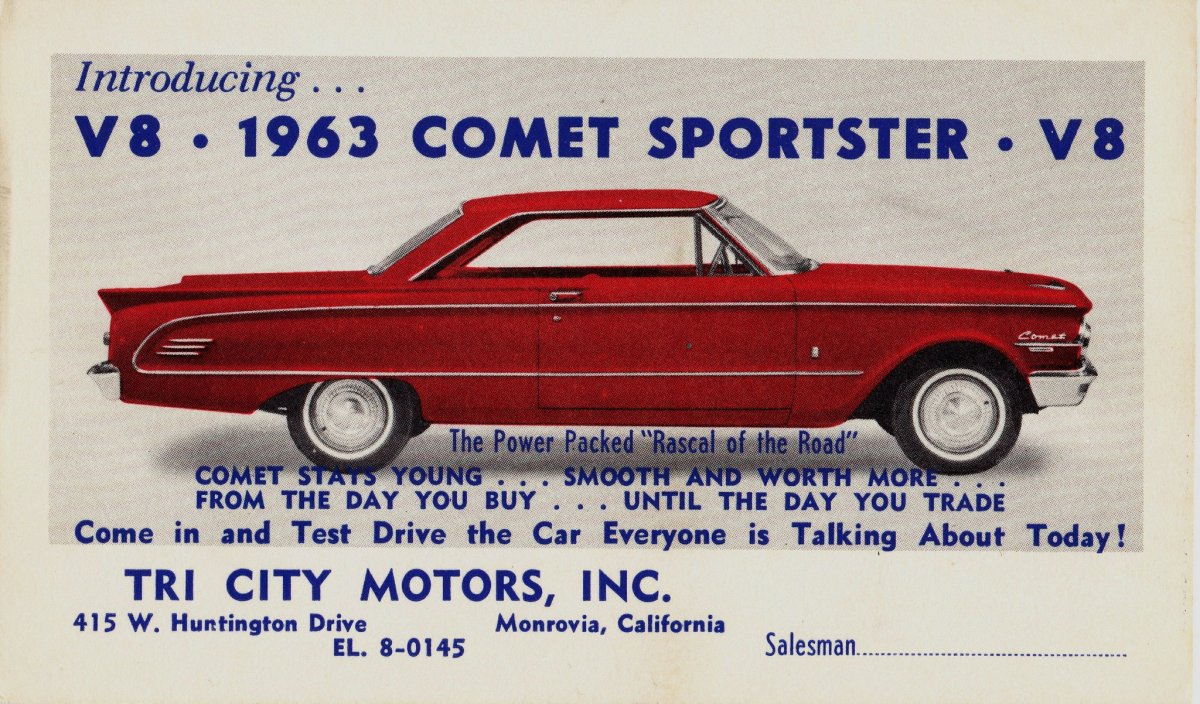 Introducing . . .
V8 • 1963 COMET SPORTSTER • V8
Comet
The Power Packed "Rascal of the Road"
COMET STAYS YOUNG . . . SMOOTH AND WORTH MORE . . .
FROM THE DAY YOU BUY . . . UNTIL THE DAY YOU TRADE
Come in and Test Drive the Car Everyone is Talking About Today!
TRI CITY MOTORS, INC.
415 W. Huntington Drive Monrovia, California
EL. 8-0145
Salesman